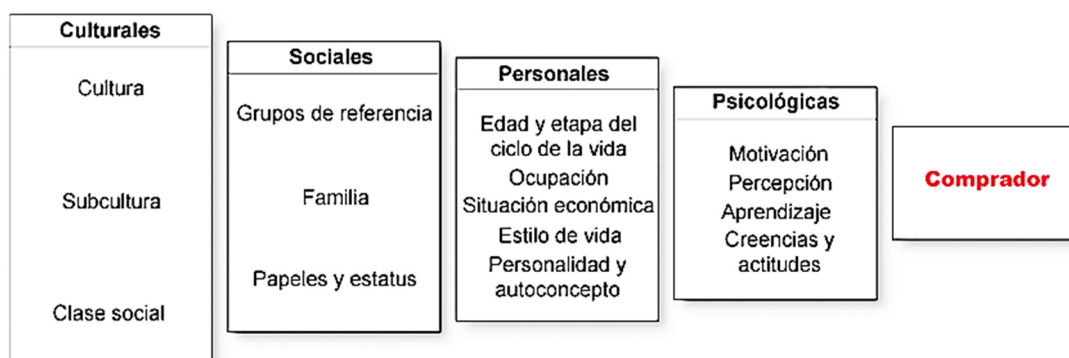 Culturales
Cultura
Subcultura
Clase social
Sociales
Grupos de referencia
Familia
Papeles y estatus
Personales
Edad y etapa del
ciclo de la vida
Ocupación
Situación económica
Estilo de vida
Personalidad y
autoconcepto
Psicológicas
Motivación
Percepción
Aprendizaje
Creencias y
actitudes
Comprador